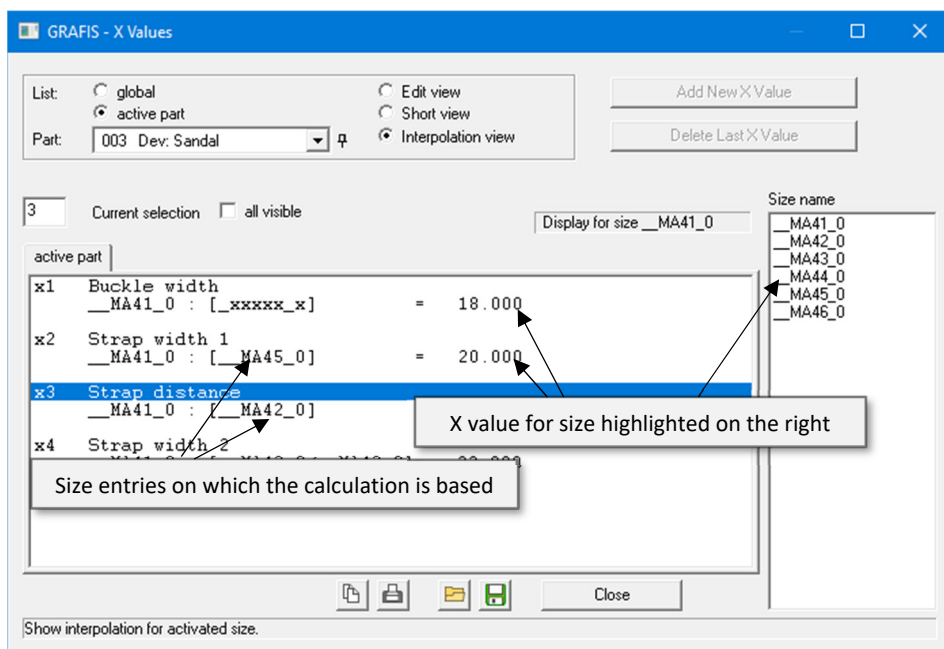 GRAFIS - X Values
List: global Edit view Add New X Value
active part Short view
Part: 003 Dev: Sandal Interpolation view Delete Last X Value
3 Current selection all visible Display for size __MA41_0 Size name
active part
x1 Buckle width
__MA41_0 : [_xxxxx_x] = 18.000
x2 Strap width 1
__MA41_0 : [__MA45_0] = 20.000
x3 Strap distance
__MA41_0 : [__MA42_0]
X value for size highlighted on the right
x4 Strap width 2
Size entries on which the calculation is based
__MA41_0
__MA42_0
__MA43_0
__MA44_0
__MA45_0
__MA46_0
Close
Show interpolation for activated size.